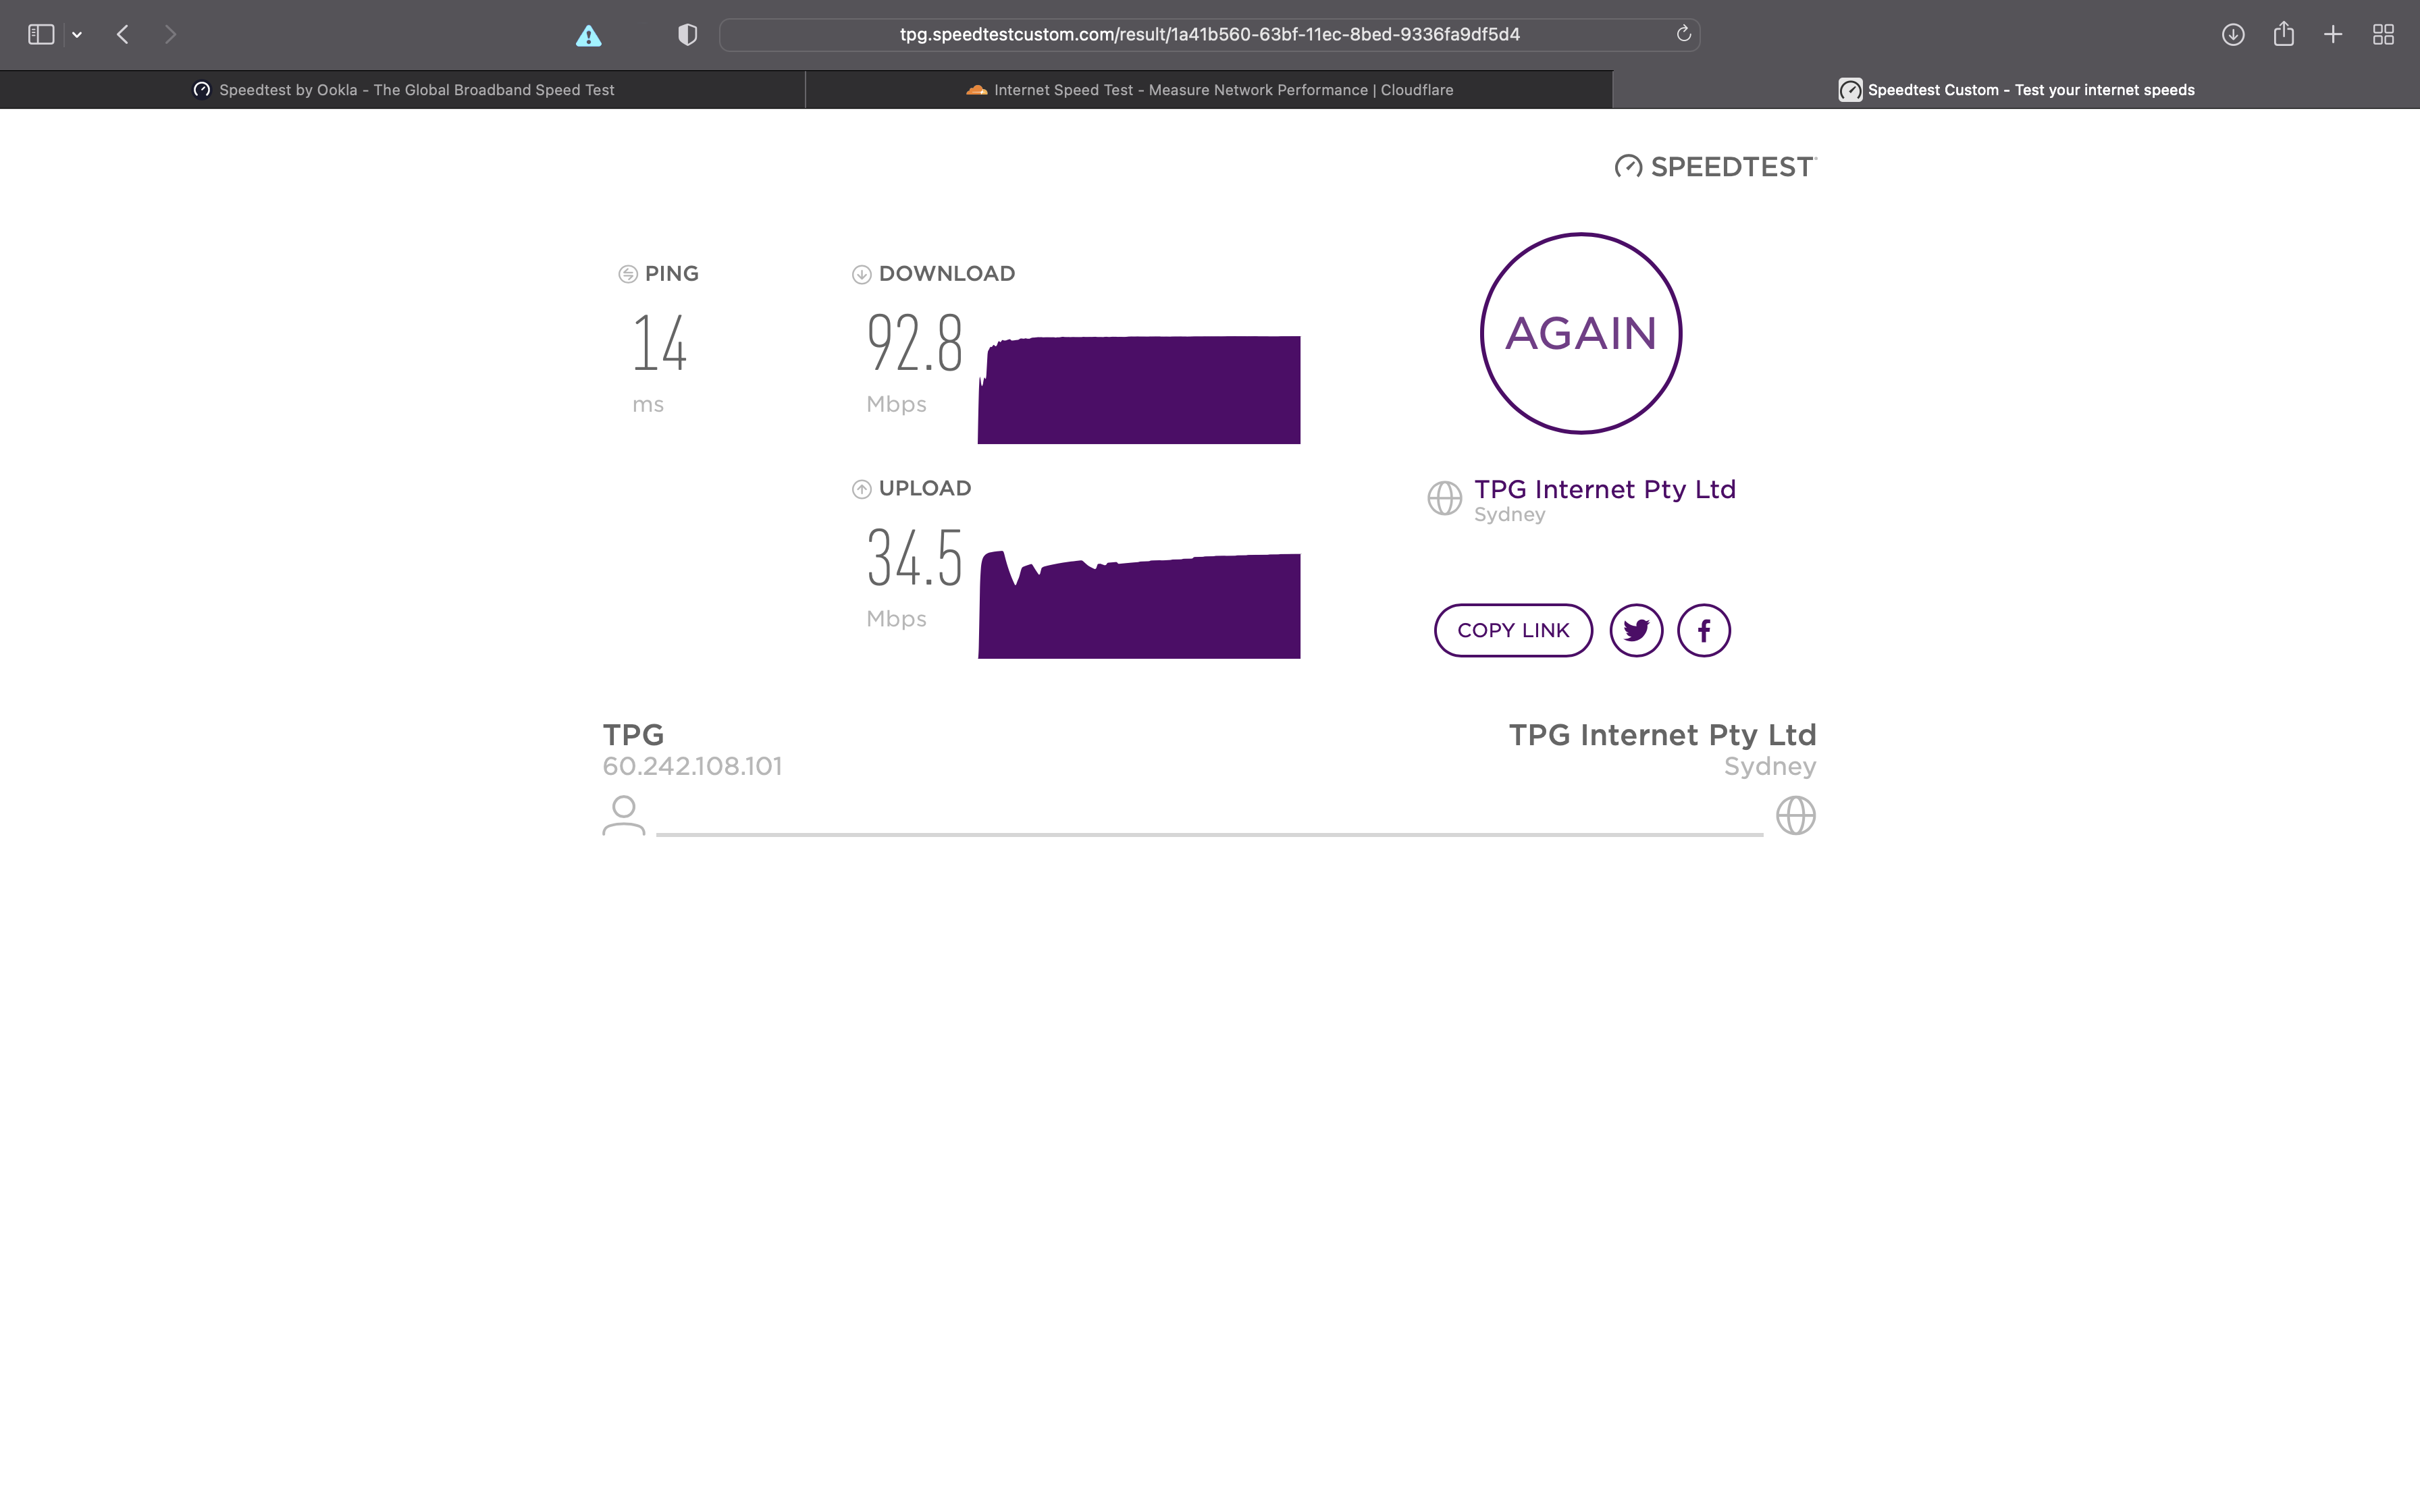 tpg.speedtestcustom.com/result/1a41b560-63bf-11ec-8bed-9336fa9df5d4
Speedtest by Ookla - The Global Broadband Speed Test
Internet Speed Test - Measure Network Performance | Cloudflare
Speedtest Custom - Test your internet speeds
SPEEDTEST
PING
14
ms
DOWNLOAD
92.8
Mbps
AGAIN
UPLOAD
34.5
Mbps
TPG Internet Pty Ltd
Sydney
COPY LINK
TPG
60.242.108.101
TPG Internet Pty Ltd
Sydney